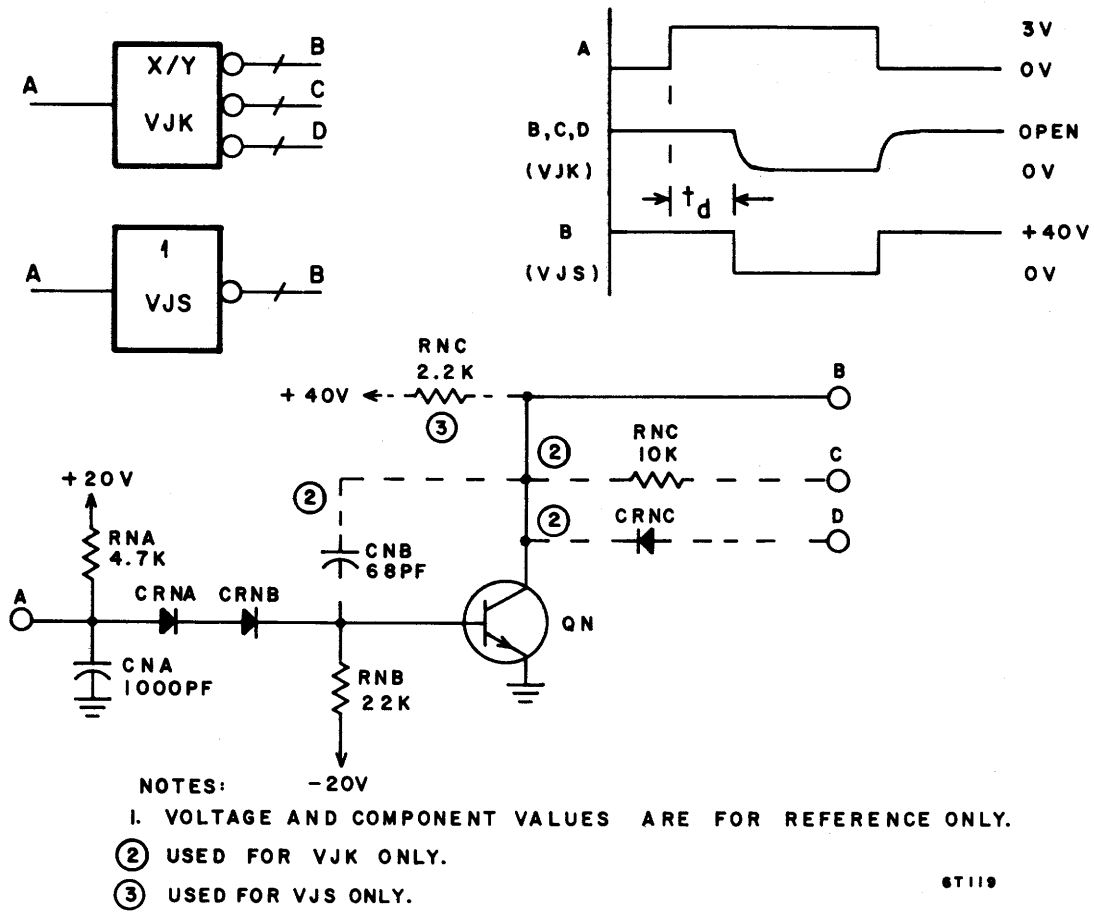 X/Y
VJK
A
B
C
D
1
VJS
A
B
A
3V
0V
B,C,D
(VJK)
OPEN
0V
td
B
(VJS)
+40V
0V
RNC
2.2K
+40V
3
B
2
RNC
10K
C
2
2
CRNC
D
+20V
RNA
4.7K
CNB
68PF
A
CRNA
CRNB
QN
CNA
1000PF
RNB
22K
-20V
NOTES:
1. VOLTAGE AND COMPONENT VALUES ARE FOR REFERENCE ONLY.
2 USED FOR VJK ONLY.
3 USED FOR VJS ONLY.
6T119